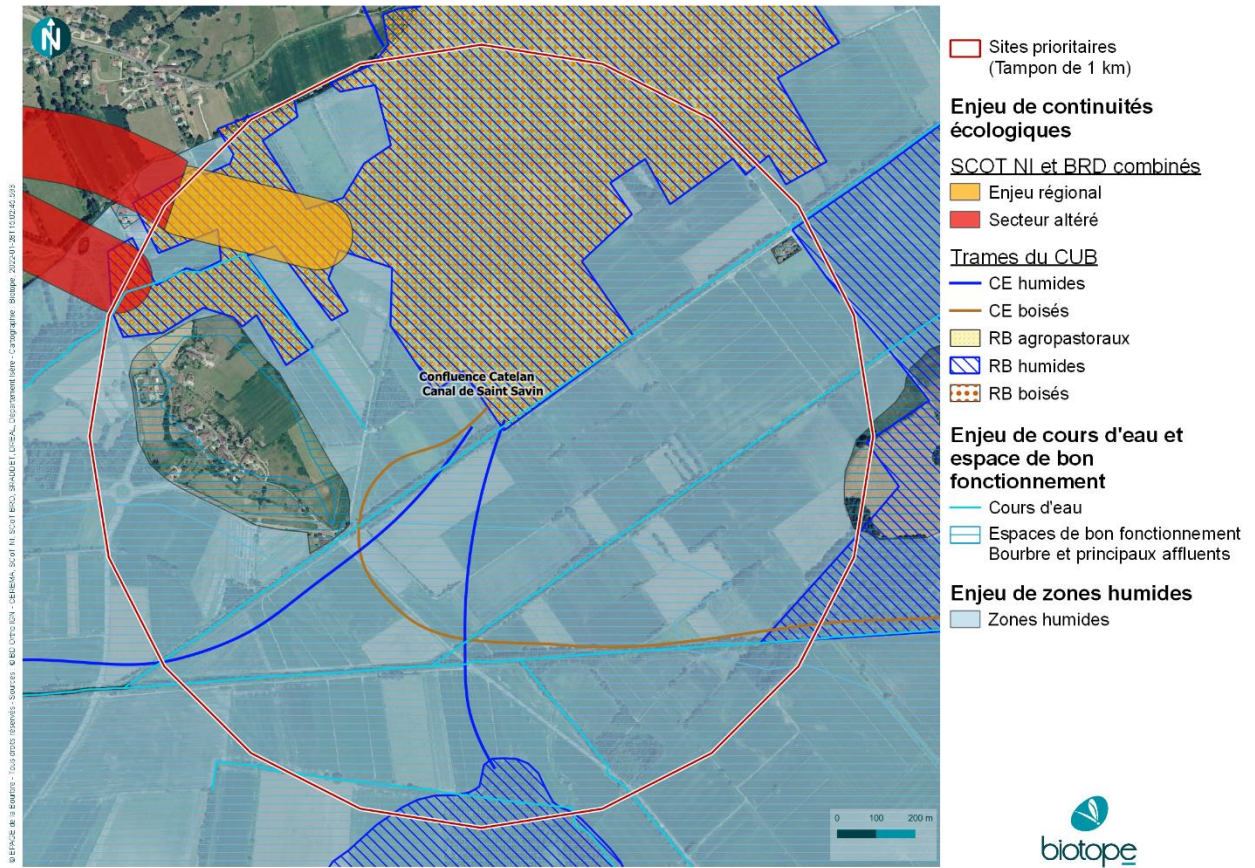 N
Confluence Catelan
Canal de Saint Savin
0 100 200 m
Sites prioritaires
(Tampon de 1 km)
Enjeu de continuités
écologiques
SCOT NI et BRD combinés
Enjeu régional
Secteur altéré
Trames du CUB
CE humides
CE boisés
RB agropastoraux
RB humides
RB boisés
Enjeu de cours d'eau et
espace de bon
fonctionnement
Cours d'eau
Espaces de bon fonctionnement
Bourbre et principaux affluents
Enjeu de zones humides
Zones humides
biotope